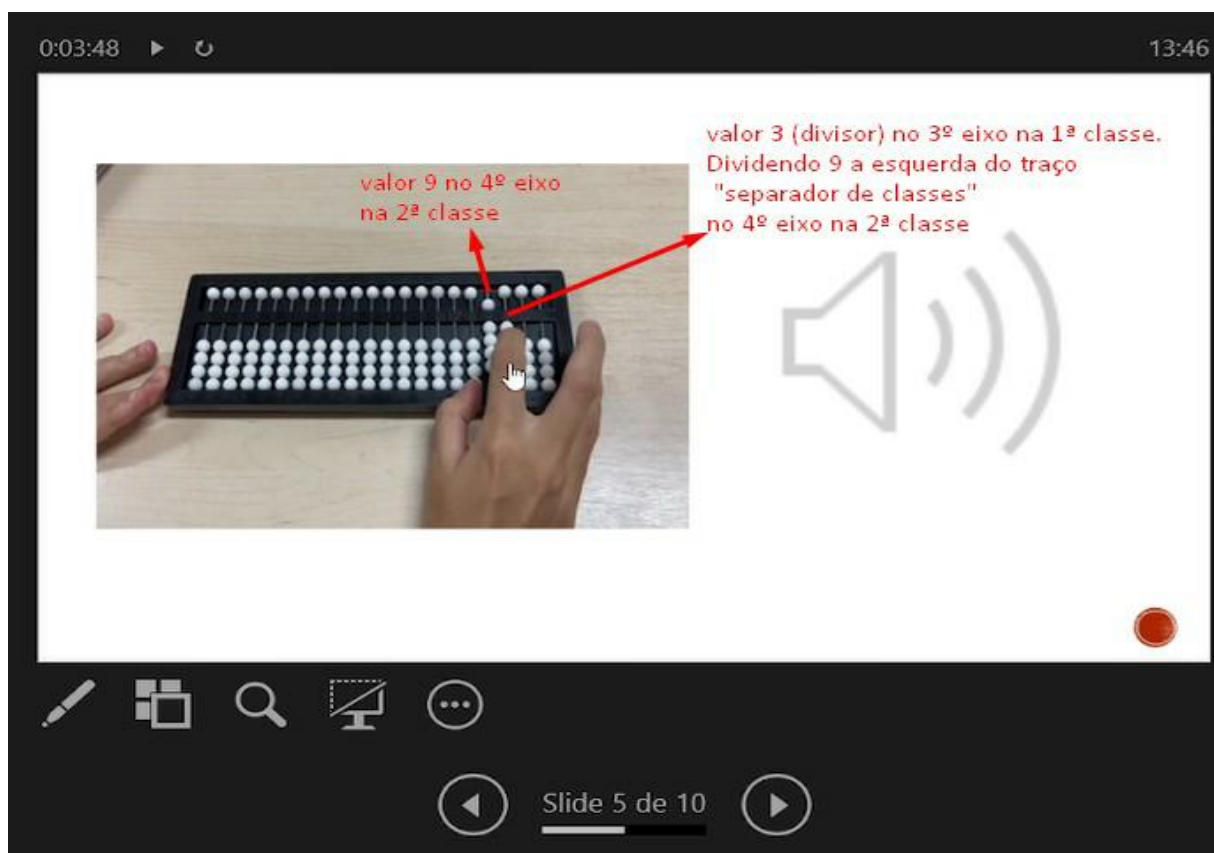 0:03:48
13:46
valor 3 (divisor) no 3º eixo na 1ª classe.
Dividendo 9 a esquerda do traço
"separador de classes"
no 4º eixo na 2ª classe
valor 9 no 4º eixo
na 2ª classe
Slide 5 de 10